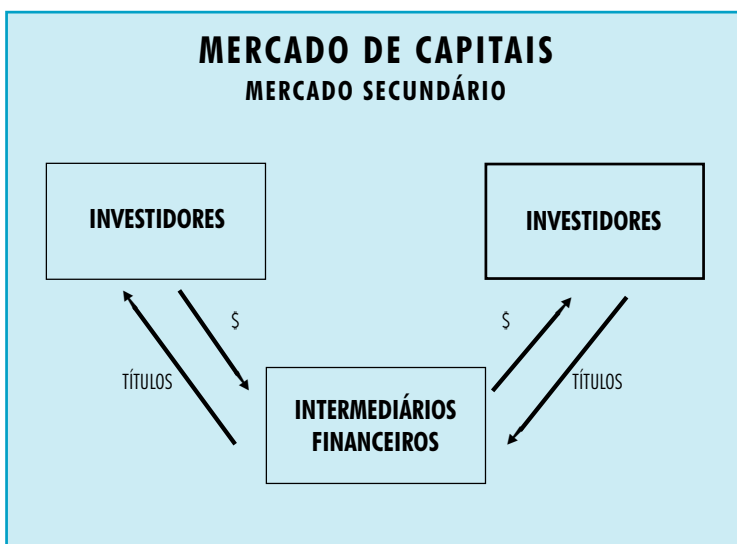 MERCADO DE CAPITAIS
MERCADO SECUNDÁRIO
INVESTIDORES
INVESTIDORES
$
$
TÍTULOS
TÍTULOS
INTERMEDIÁRIOS
FINANCEIROS